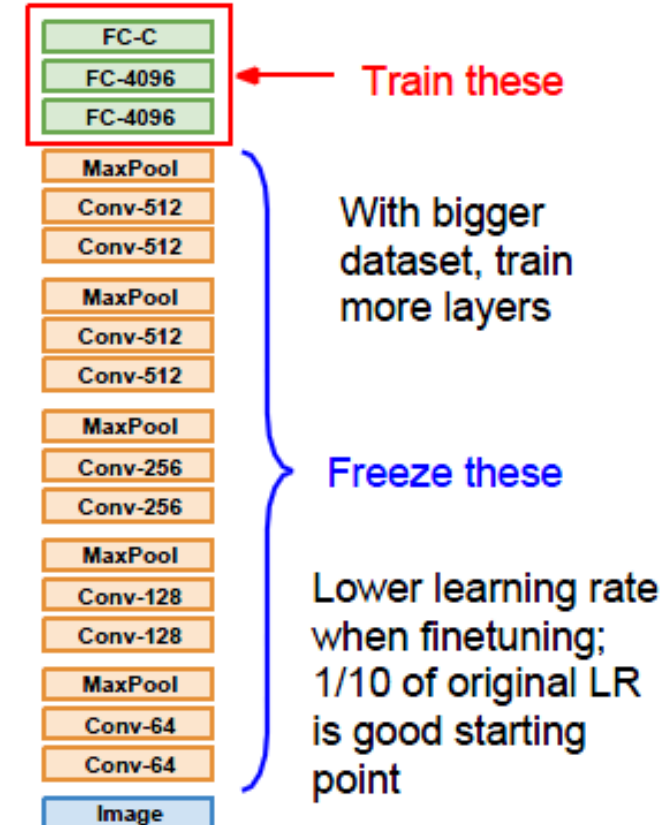 FC-C
FC-4096
FC-4096
Train these
MaxPool
Conv-512
Conv-512
With bigger
dataset, train
more layers
MaxPool
Conv-512
Conv-512
MaxPool
Conv-256
Conv-256
Freeze these
MaxPool
Conv-128
Conv-128
MaxPool
Conv-64
Conv-64
Lower learning rate
when finetuning;
1/10 of original LR
is good starting
point
Image